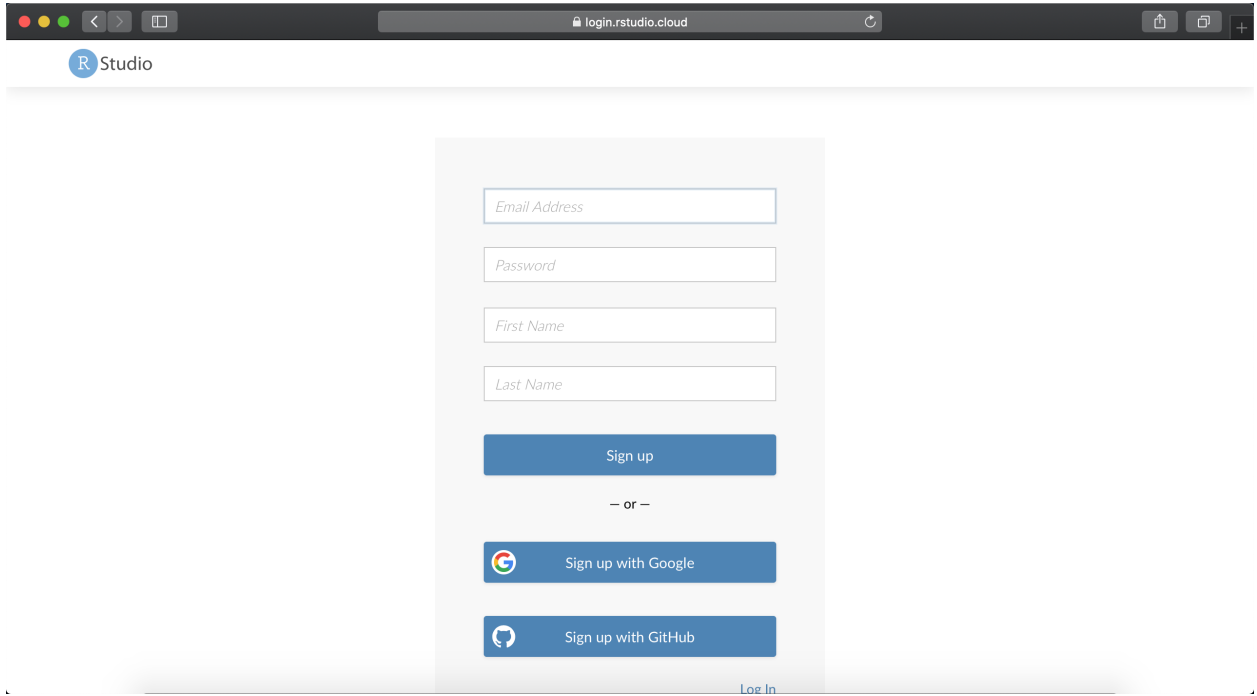 login.rstudio.cloud
R Studio
Email Address
Password
First Name
Last Name
Sign up
— or —
G Sign up with Google
Sign up with GitHub
Log In